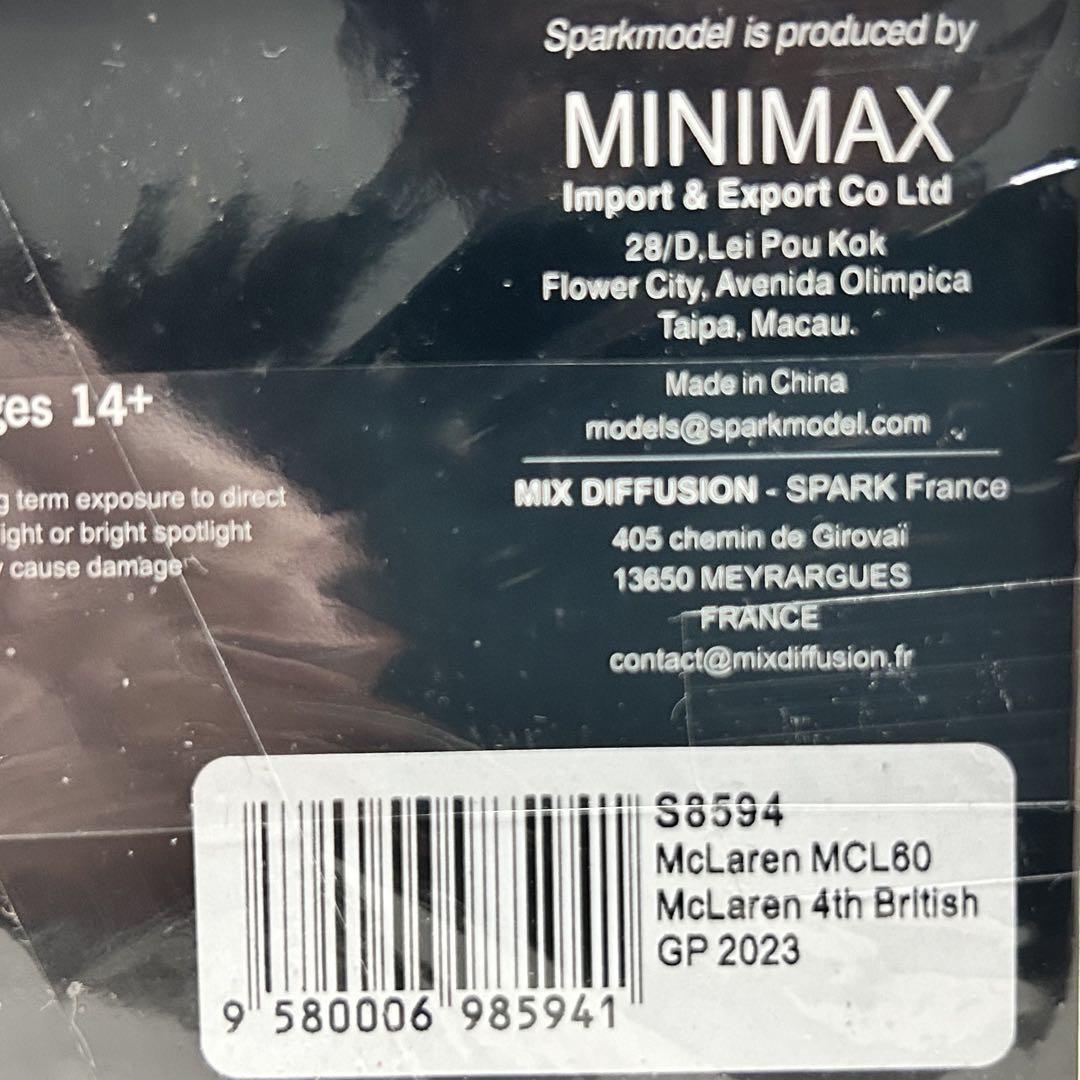 Sparkmodel is produced by
MINIMAX
Import & Export Co Ltd
28/D,Lei Pou Kok
Flower City, Avenida Olimpica
Taipa, Macau.
Made in China
models@sparkmodel.com
MIX DIFFUSION - SPARK France
405 chemin de Girovaï
13650 MEYRARGUES
FRANCE
contact@mixdiffusion.fr
14+
term exposure to direct
or bright spotlight
cause damage
S8594
McLaren MCL60
McLaren 4th British
GP 2023
9 580006 985941